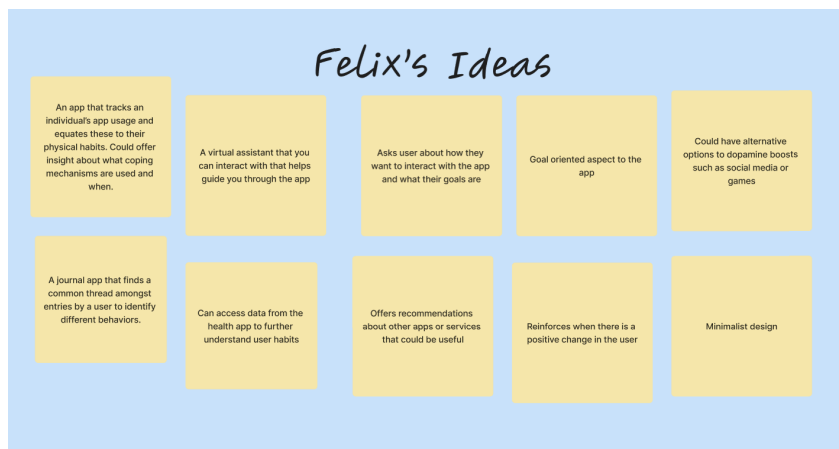 Felix's Ideas
An app that tracks an
individual's app usage and
equates these to their
physical habits. Could offer
insight about what coping
mechanisms are used and
when.
A virtual assistant that you
can interact with that helps
guide you through the app
Asks user about how they
want to interact with the app
and what their goals are
Goal oriented aspect to the
app
Could have alternative
options to dopamine boosts
such as social media or
games
A journal app that finds a
common thread amongst
entries by a user to identify
different behaviors.
Can access data from the
health app to further
understand user habits
Offers recommendations
about other apps or services
that could be useful
Reinforces when there is a
positive change in the user
Minimalist design